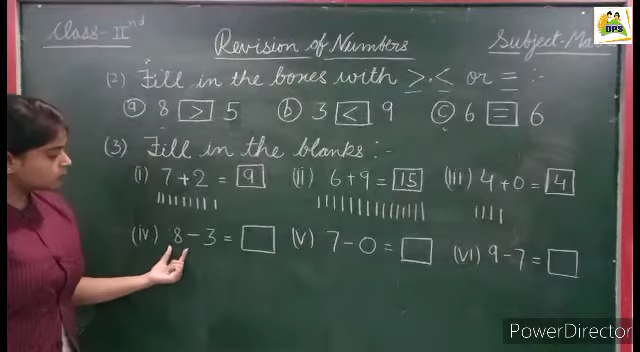 Class-IInd
Revision of Numbers
Subject-Ma
DPS
(2) Fill in the boxes with >, < or = :-
(a) 8 > 5 (b) 3 < 9 (c) 6 = 6
(3) Fill in the blanks :-
(i) 7 + 2 = 9 (ii) 6 + 9 = 15 (iii) 4 + 0 = 4
(iv) 8 - 3 = (v) 7 - 0 = (vi) 9 - 7 =
PowerDirector